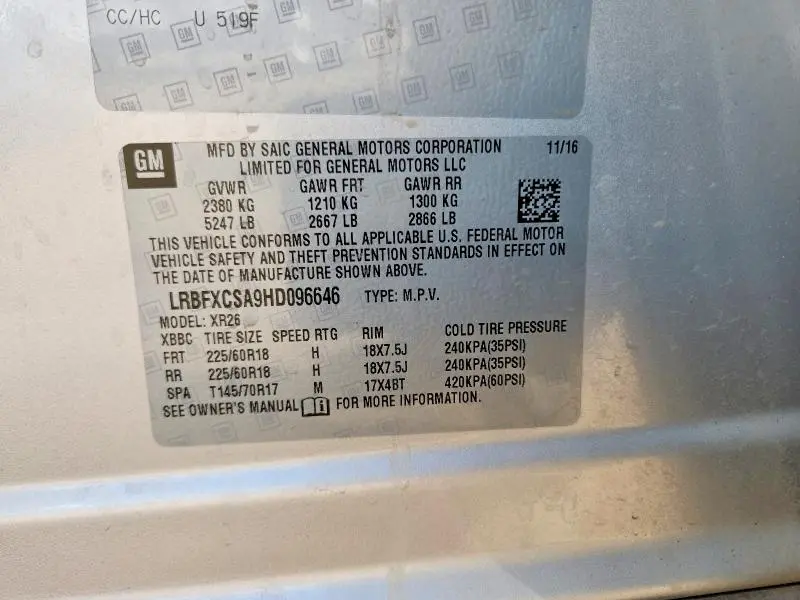 CC/HC U 519F
GM
MFD BY SAIC GENERAL MOTORS CORPORATION 11/16
LIMITED FOR GENERAL MOTORS LLC
GVWR GAWR FRT GAWR RR
2380 KG 1210 KG 1300 KG
5247 LB 2667 LB 2866 LB
THIS VEHICLE CONFORMS TO ALL APPLICABLE U.S. FEDERAL MOTOR
VEHICLE SAFETY AND THEFT PREVENTION STANDARDS IN EFFECT ON
THE DATE OF MANUFACTURE SHOWN ABOVE.
LRBFXCSA9HD096646 TYPE: M.P.V.
MODEL: XR26
XBBC TIRE SIZE SPEED RTG RIM COLD TIRE PRESSURE
FRT 225/60R18 H 18X7.5J 240KPA(35PSI)
RR 225/60R18 H 18X7.5J 240KPA(35PSI)
SPA T145/70R17 M 17X4BT 420KPA(60PSI)
SEE OWNER'S MANUAL FOR MORE INFORMATION.